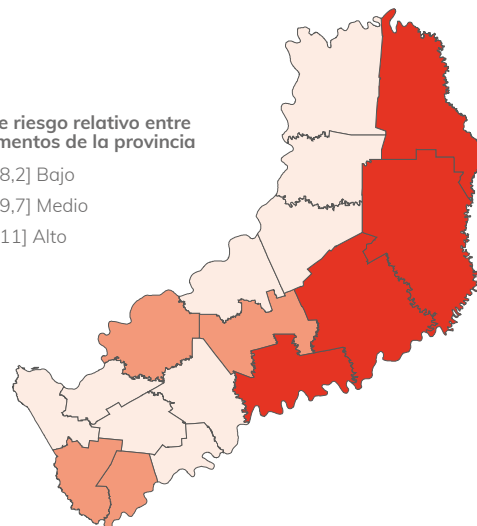 e riesgo relativo entre
mentos de la provincia
8,2] Bajo
9,7] Medio
11] Alto